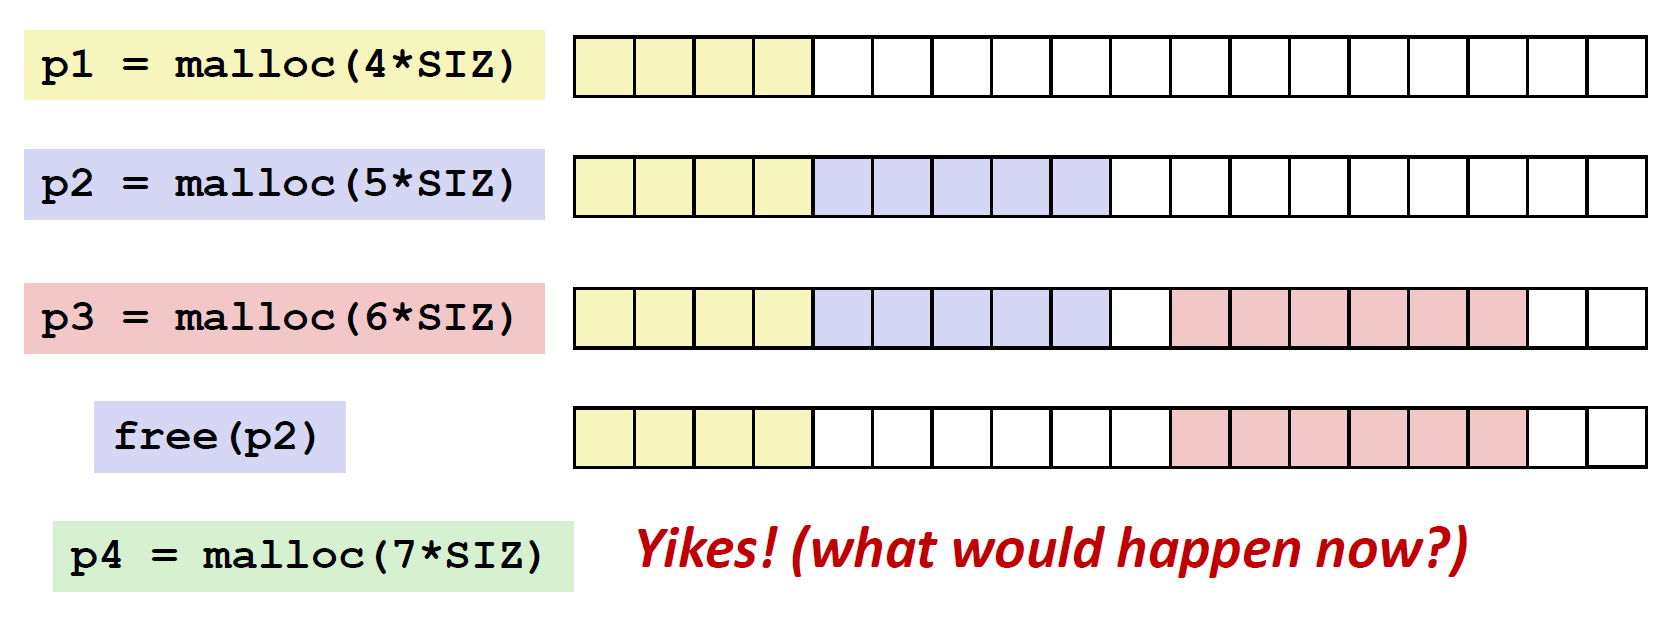 p1 = malloc(4*SIZ)
p2 = malloc(5*SIZ)
p3 = malloc(6*SIZ)
free(p2)
p4 = malloc(7*SIZ)
Yikes! (what would happen now?)